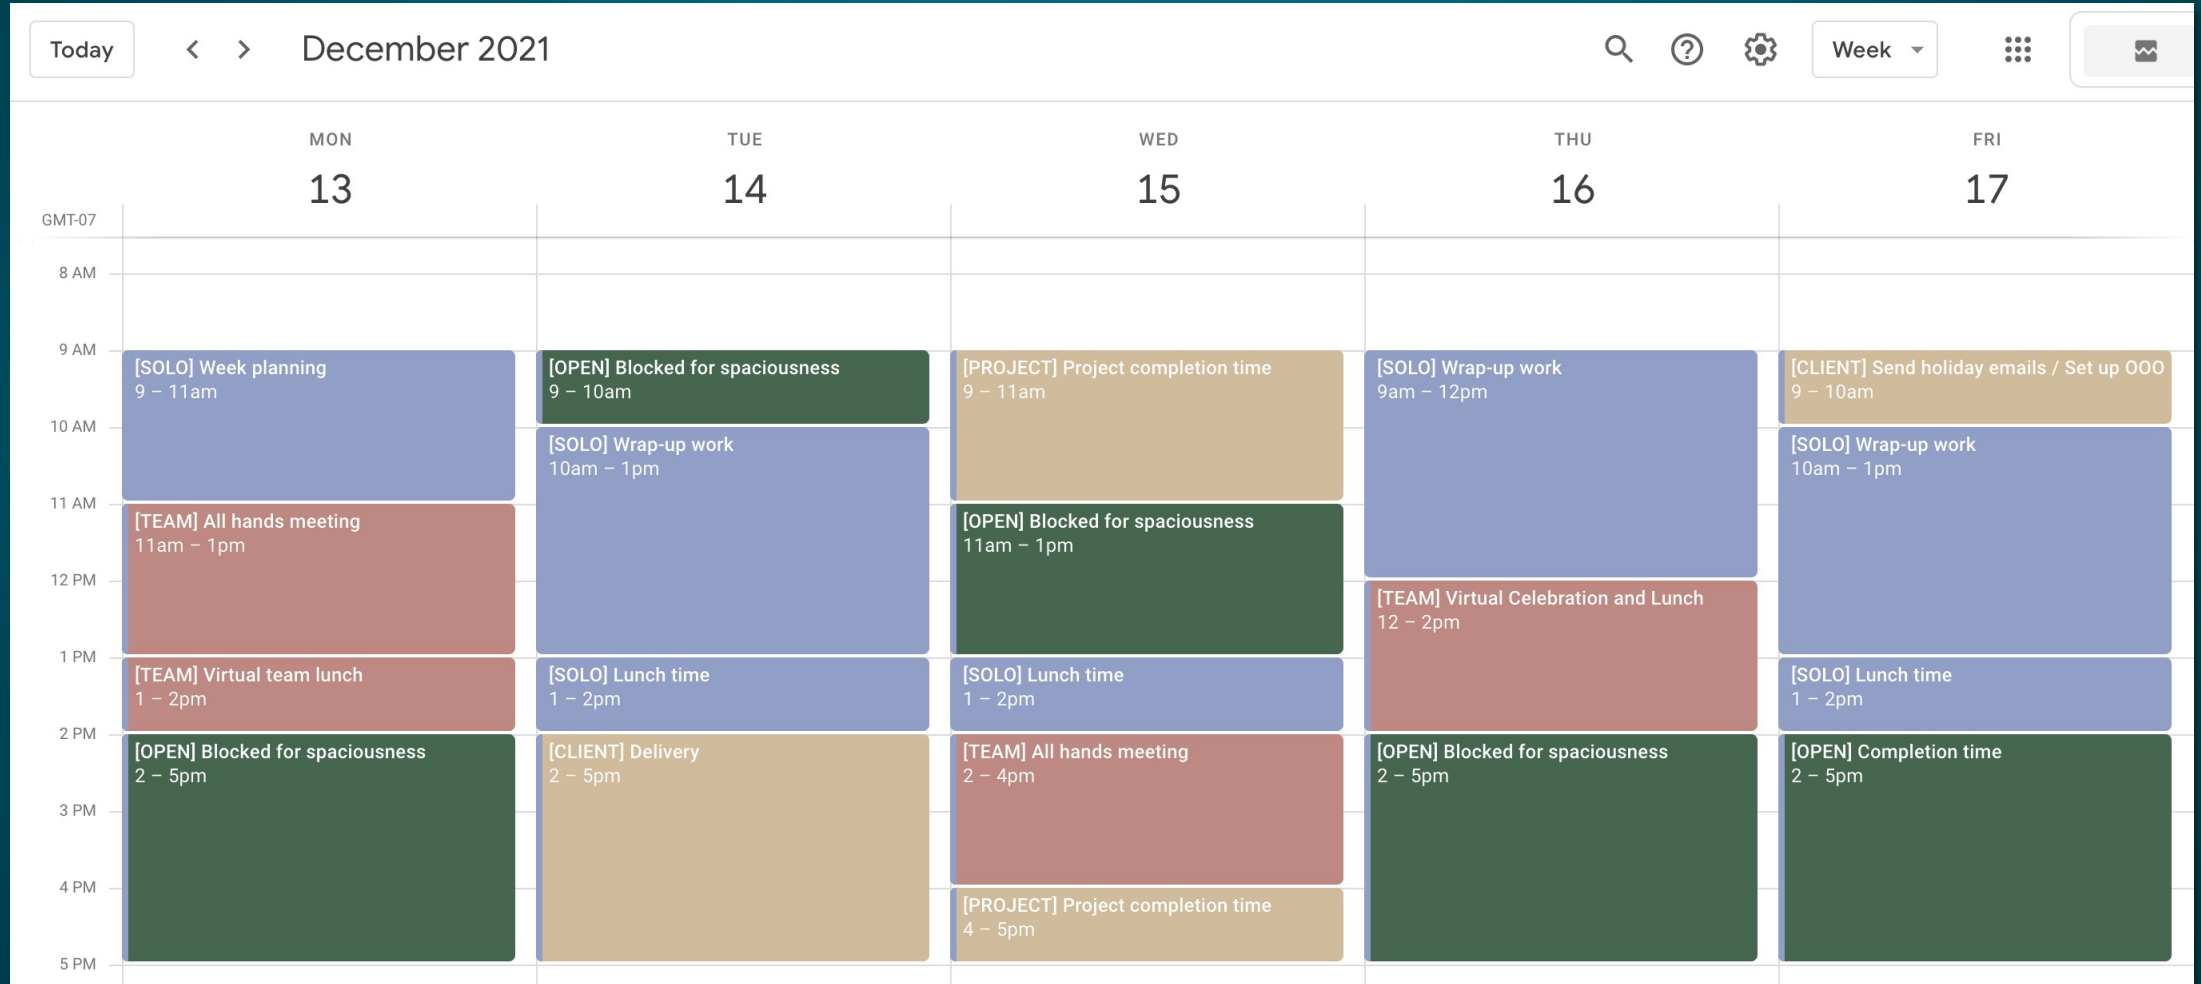 Today
December 2021
Week
GMT-07
MON
13
TUE
14
WED
15
THU
16
FRI
17
8 AM
9 AM
10 AM
11 AM
12 PM
1 PM
2 PM
3 PM
4 PM
5 PM
[SOLO] Week planning
9 – 11am
[TEAM] All hands meeting
11am – 1pm
[TEAM] Virtual team lunch
1 – 2pm
[OPEN] Blocked for spaciousness
2 – 5pm
[OPEN] Blocked for spaciousness
9 – 10am
[SOLO] Wrap-up work
10am – 1pm
[SOLO] Lunch time
1 – 2pm
[CLIENT] Delivery
2 – 5pm
[PROJECT] Project completion time
9 – 11am
[OPEN] Blocked for spaciousness
11am – 1pm
[SOLO] Lunch time
1 – 2pm
[TEAM] All hands meeting
2 – 4pm
[PROJECT] Project completion time
4 – 5pm
[SOLO] Wrap-up work
9am – 12pm
[TEAM] Virtual Celebration and Lunch
12 – 2pm
[OPEN] Blocked for spaciousness
2 – 5pm
[CLIENT] Send holiday emails / Set up OOO
9 – 10am
[SOLO] Wrap-up work
10am – 1pm
[SOLO] Lunch time
1 – 2pm
[OPEN] Completion time
2 – 5pm